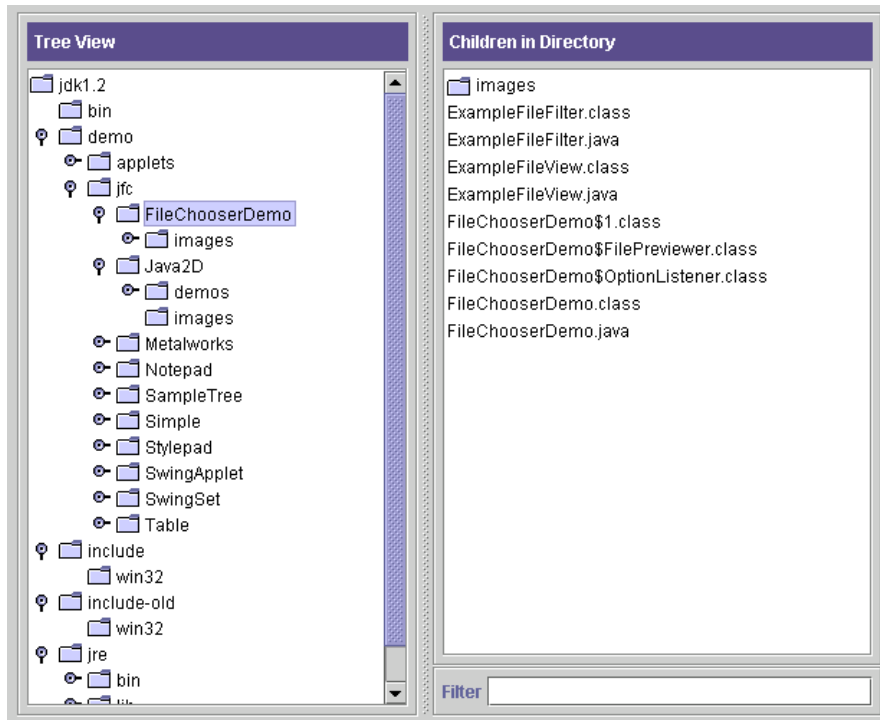 Tree View
jdk1.2
bin
demo
applets
jfc
FileChooserDemo
images
Java2D
demos
images
Metalworks
Notepad
SampleTree
Simple
Stylepad
SwingApplet
SwingSet
Table
include
win32
include-old
win32
jre
bin
Children in Directory
images
ExampleFileFilter.class
ExampleFileFilter.java
ExampleFileView.class
ExampleFileView.java
FileChooserDemo$1.class
FileChooserDemo$FilePreviewer.class
FileChooserDemo$OptionListener.class
FileChooserDemo.class
FileChooserDemo.java
Filter